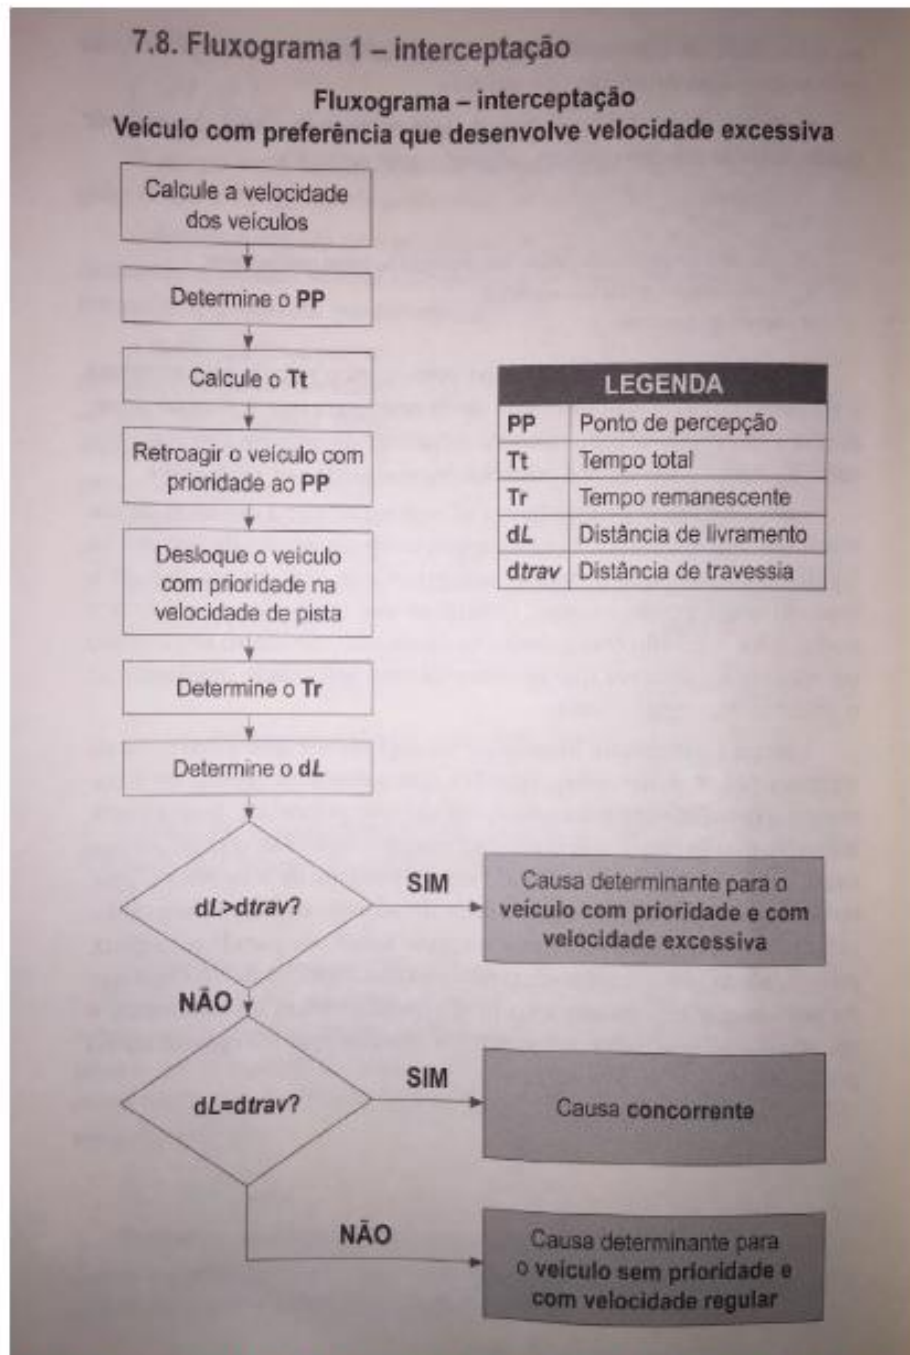 7.8. Fluxograma 1 – interceptação
Fluxograma – interceptação
Veículo com preferência que desenvolve velocidade excessiva
Calcule a velocidade
dos veículos
Determine o PP
Calcule o Tt
Retroagir o veículo com
prioridade ao PP
Desloque o veículo
com prioridade na
velocidade de pista
Determine o Tr
Determine o dL
LEGENDA
PP Ponto de percepção
Tt Tempo total
Tr Tempo remanescente
dL Distância de livramento
dtrav Distância de travessia
dL>dtrav?
SIM
Causa determinante para o
veículo com prioridade e com
velocidade excessiva
NÃO
dL=dtrav?
SIM
Causa concorrente
NÃO
Causa determinante para
o veículo sem prioridade e
com velocidade regular